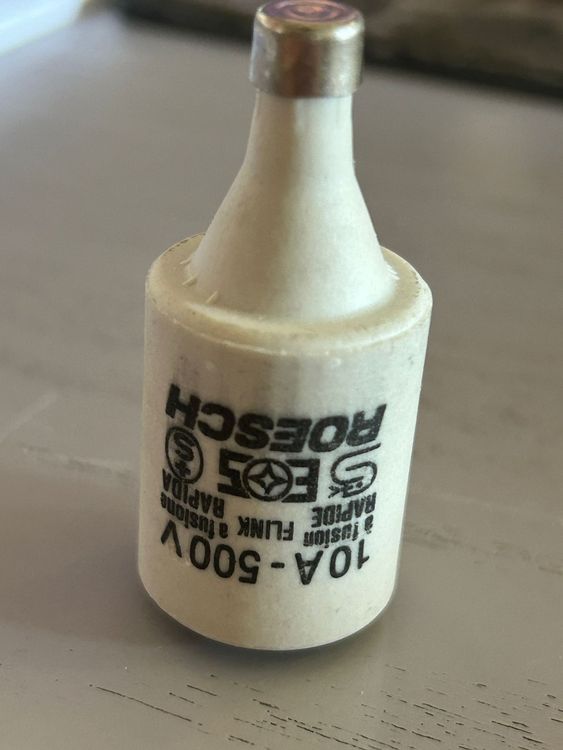 10A - 500V
à fusion FLINK à fusione
RAPIDE RAPIDA
ROESCH